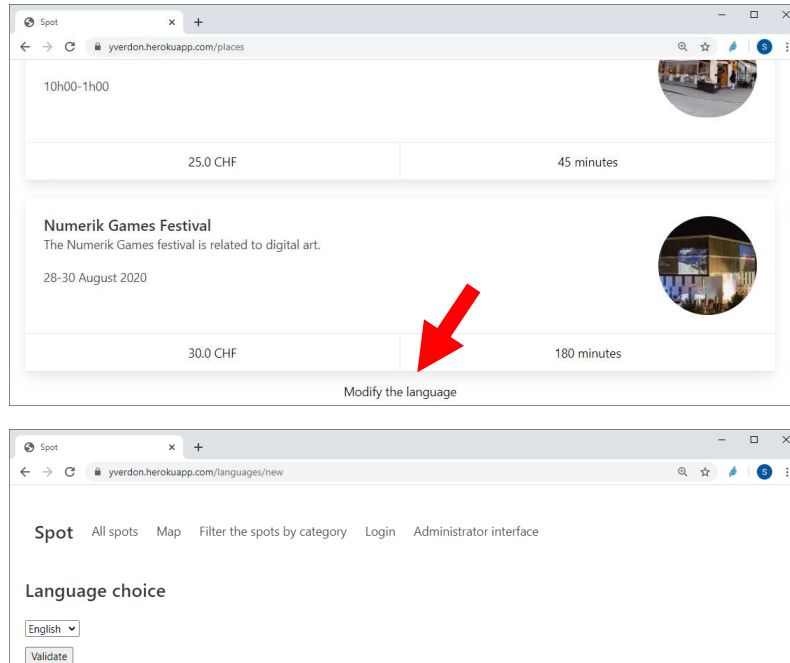 Spot
yverdon.herokuapp.com/places
S
10h00-1h00
25.0 CHF 45 minutes
Numerik Games Festival
The Numerik Games festival is related to digital art.
28-30 August 2020
30.0 CHF 180 minutes
Modify the language
Spot
yverdon.herokuapp.com/languages/new
S
Spot All spots Map Filter the spots by category Login Administrator interface
Language choice
English
Validate